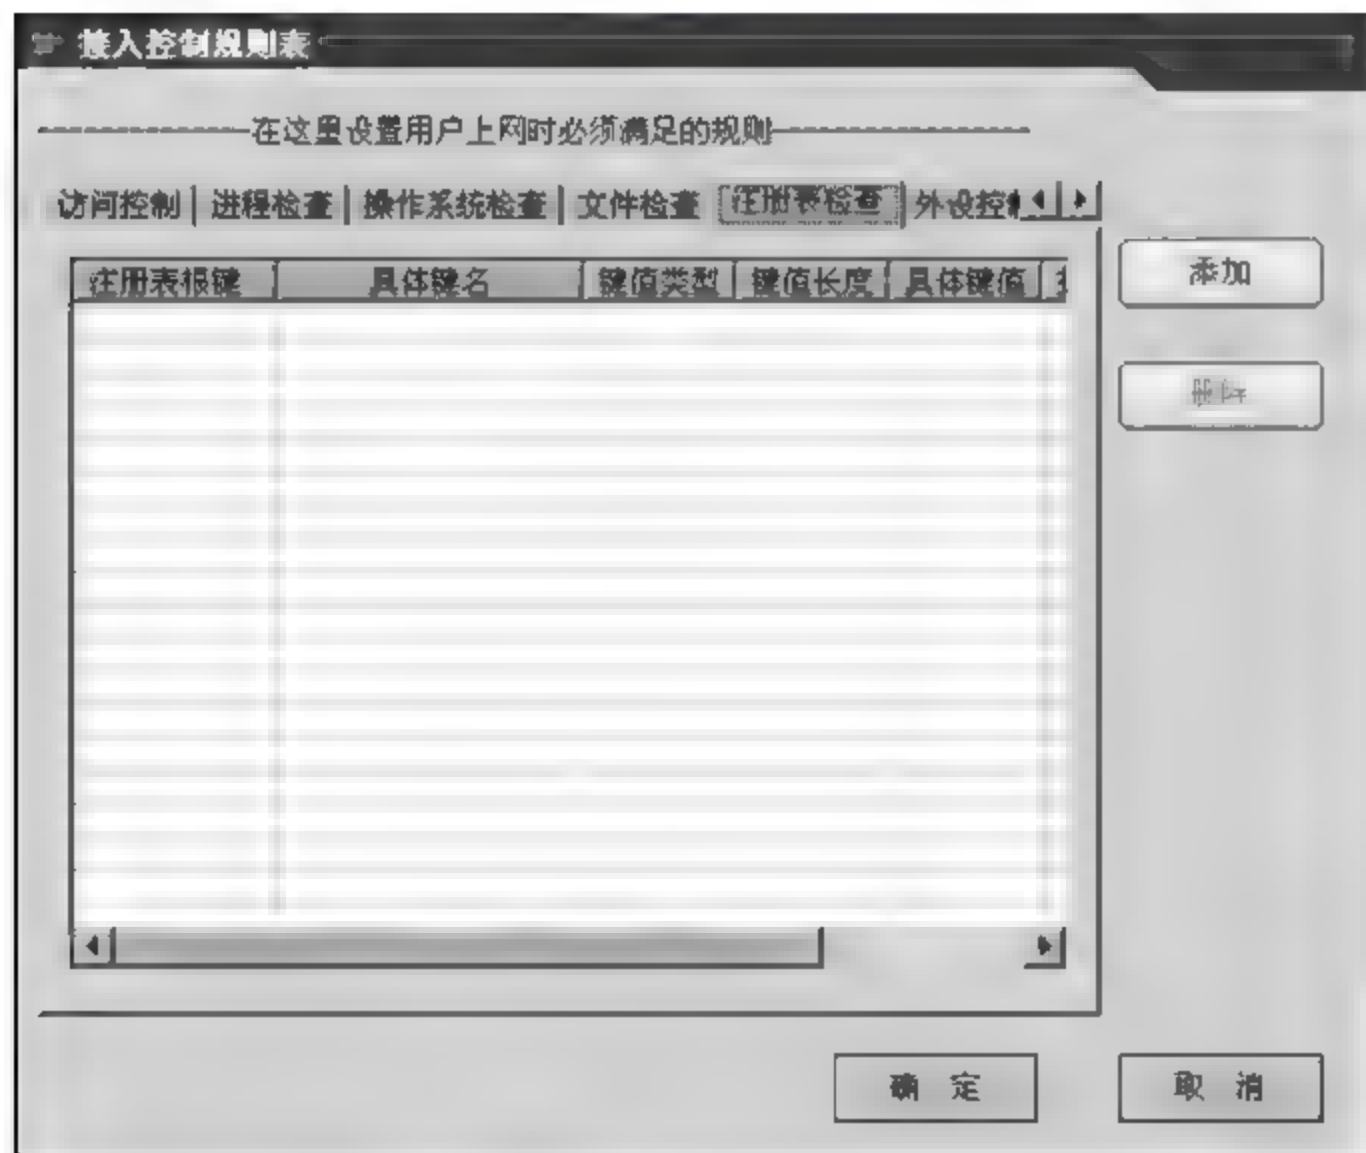 接入控制规则表
在这里设置用户上网时必须满足的规则
访问控制 进程检查 操作系统检查 文件检查 注册表检查 外设控
注册表根键 具体键名 键值类型 键值长度 具体键值
添加
删除
确 定 取 消